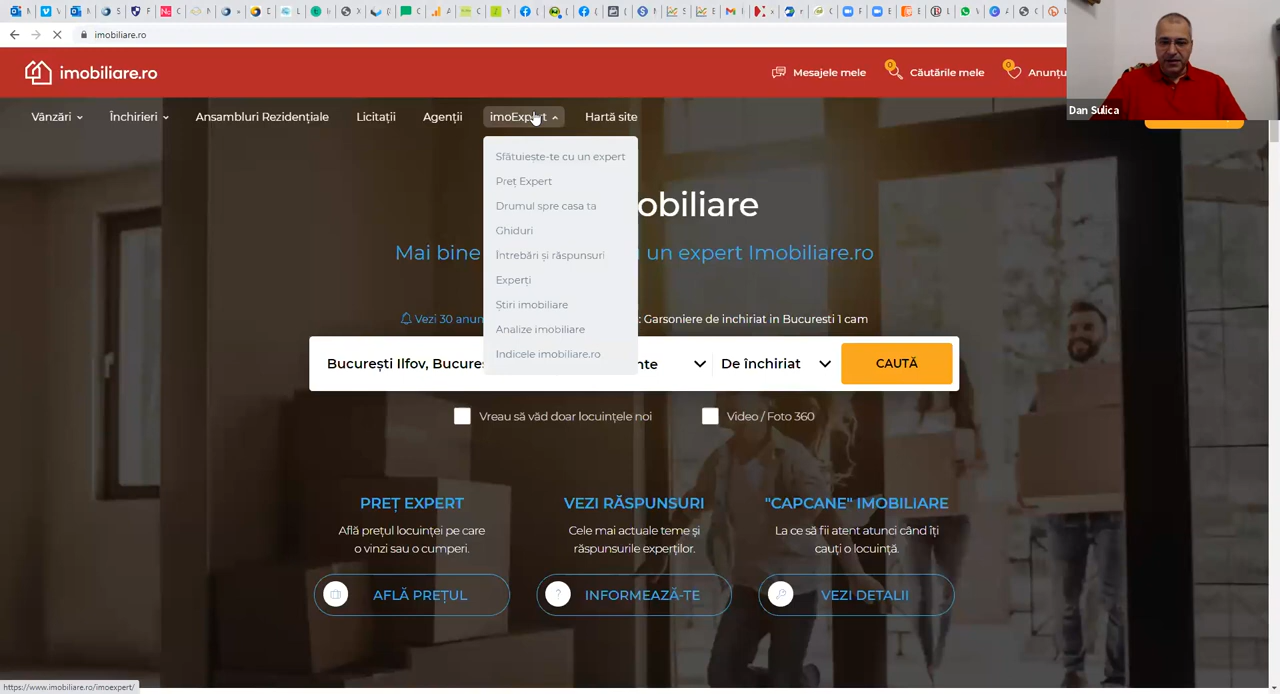 imobiliare.ro
imobiliare.ro
Mesajele mele
0
Căutările mele
0
Anunțu
Dan Sulica
Vânzări
Închirieri
Ansambluri Rezidențiale
Licitații
Agenții
imoExpert
Hartă site
Sfătuiește-te cu un expert
Preț Expert
Drumul spre casa ta
Ghiduri
Întrebări și răspunsuri
Experți
Știri imobiliare
Analize imobiliare
Indicele imobiliare.ro
obiliare
Mai bine
un expert Imobiliare.ro
Vezi 30 anun
: Garsoniere de inchiriat in Bucuresti 1 cam
București Ilfov, Bucure
nte
De închiriat
CAUTĂ
Vreau să văd doar locuințele noi
Video / Foto 360
PREȚ EXPERT
Află prețul locuinței pe care
o vinzi sau o cumperi.
AFLĂ PREȚUL
VEZI RĂSPUNSURI
Cele mai actuale teme și
răspunsurile experților.
INFORMEAZĂ-TE
"CAPCANE" IMOBILIARE
La ce să fii atent atunci când îți
cauți o locuință.
VEZI DETALII
https://www.imobiliare.ro/imoexpert/